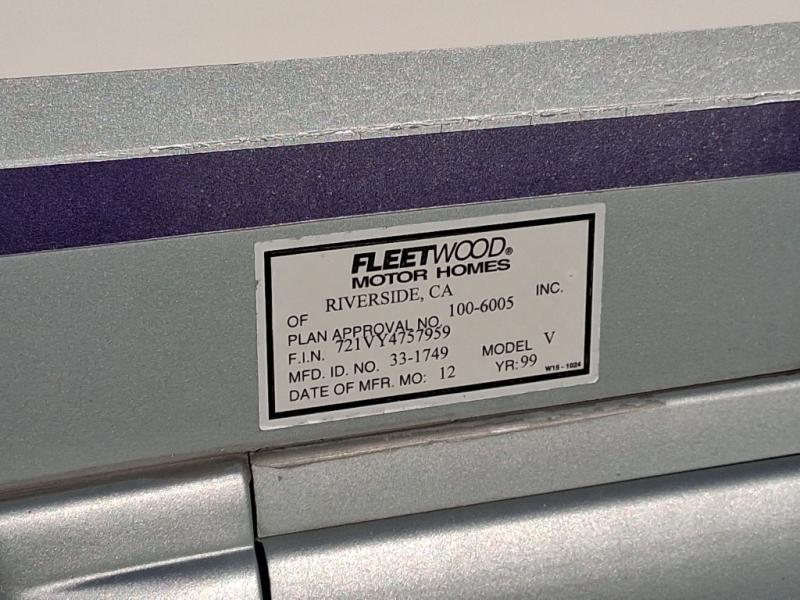 FLEETWOOD®
MOTOR HOMES
OF RIVERSIDE, CA INC.
PLAN APPROVAL NO. 100-6005
F.I.N. 721VY4757959
MFD. ID. NO. 33-1749 MODEL V
DATE OF MFR. MO: 12 YR: 99 W15-1024